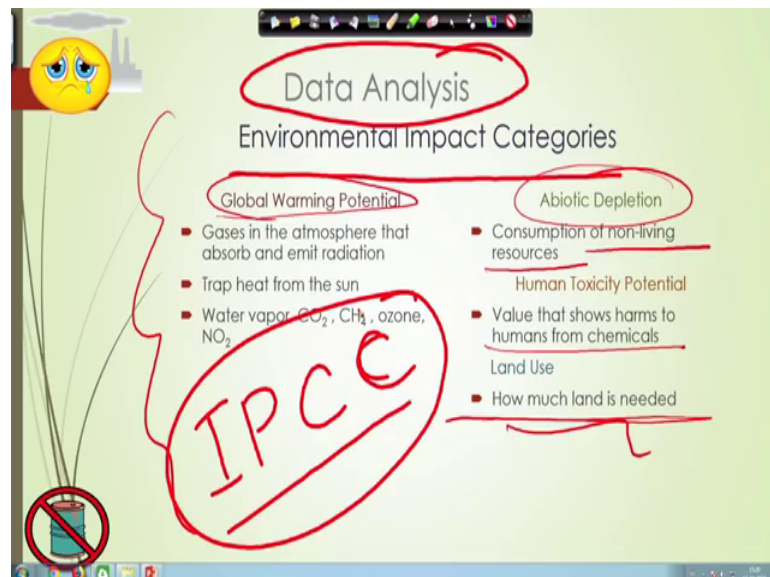 Data Analysis
Environmental Impact Categories
Global Warming Potential
Gases in the atmosphere that
absorb and emit radiation
Trap heat from the sun
Water vapor, CO₂, CH₄, ozone,
NO₂
IPCC
Abiotic Depletion
Consumption of non-living
resources
Human Toxicity Potential
Value that shows harms to
humans from chemicals
Land Use
How much land is needed